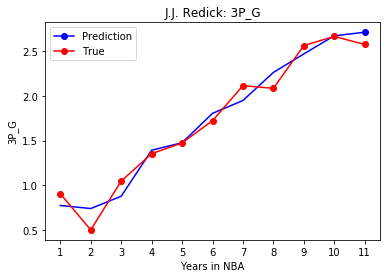 J.J. Redick: 3P_G
Prediction
True
3P_G
2.5
2.0
1.5
1.0
0.5
1 2 3 4 5 6 7 8 9 10 11
Years in NBA